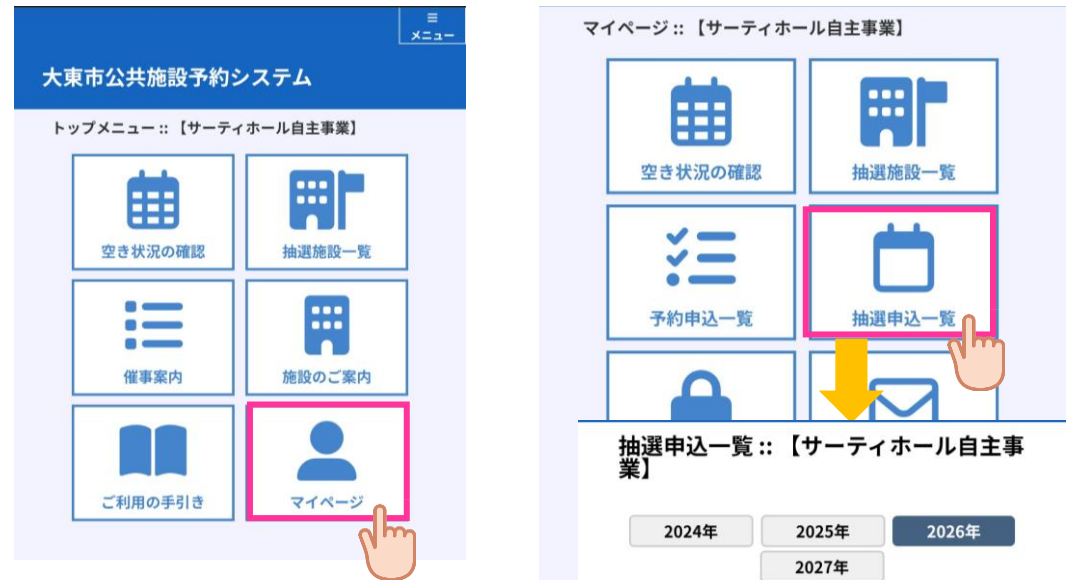 ≡
メニュー
大東市公共施設予約システム
トップメニュー :: 【サーティホール自主事業】
空き状況の確認
抽選施設一覧
催事案内
施設のご案内
ご利用の手引き
マイページ
マイページ :: 【サーティホール自主事業】
空き状況の確認
抽選施設一覧
予約申込一覧
抽選申込一覧
抽選申込一覧 :: 【サーティホール自主事
業】
2024年
2025年
2026年
2027年